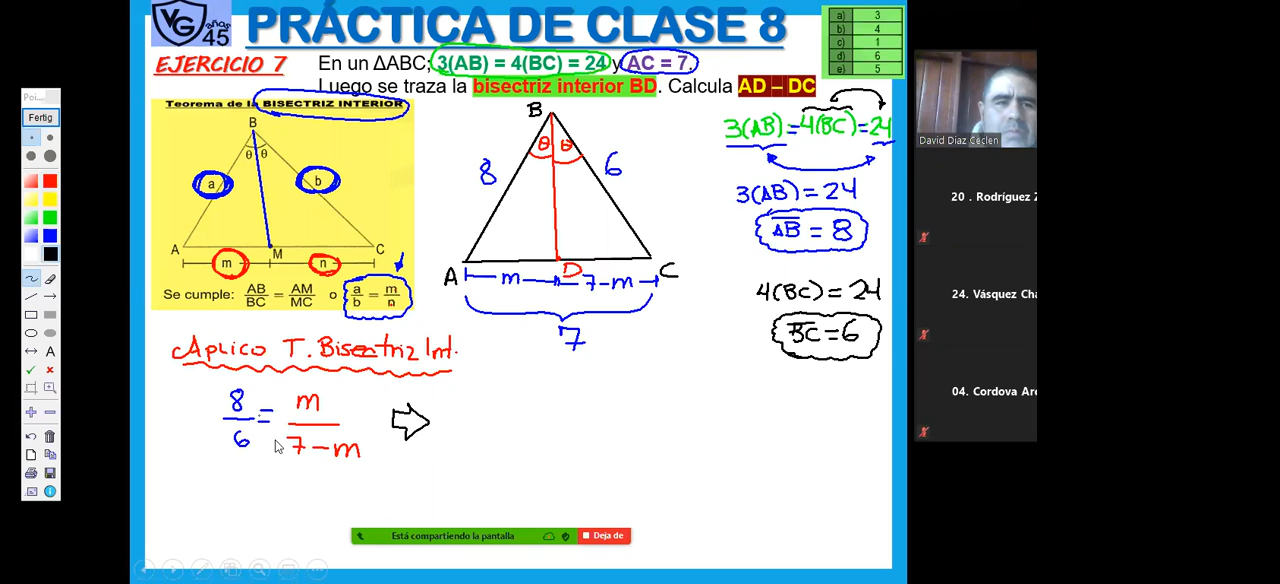 VG
años
45
PRÁCTICA DE CLASE 8
a) 3
b) 4
c) 1
d) 6
e) 5
EJERCICIO 7
En un ΔABC; 3(AB) = 4(BC) = 24 y AC = 7.
Luego se traza la bisectriz interior BD. Calcula AD – DC
Poi...
Fertig
Teorema de la BISECTRIZ INTERIOR
B
θ θ
a
b
A
M
C
m
n
Se cumple: AB/BC = AM/MC o a/b = m/n
B
θ θ
8
6
A
D
C
m
7-m
7
3(AB)=4(BC)=24
3(AB)=24
AB = 8
4(BC)=24
BC=6
Aplico T. Bisectriz Int.
8/6 = m/7-m
Está compartiendo la pantalla
Deja de
David Diaz Ceclen
20 . Rodríguez
24. Vásquez Cha
04. Cordova Are